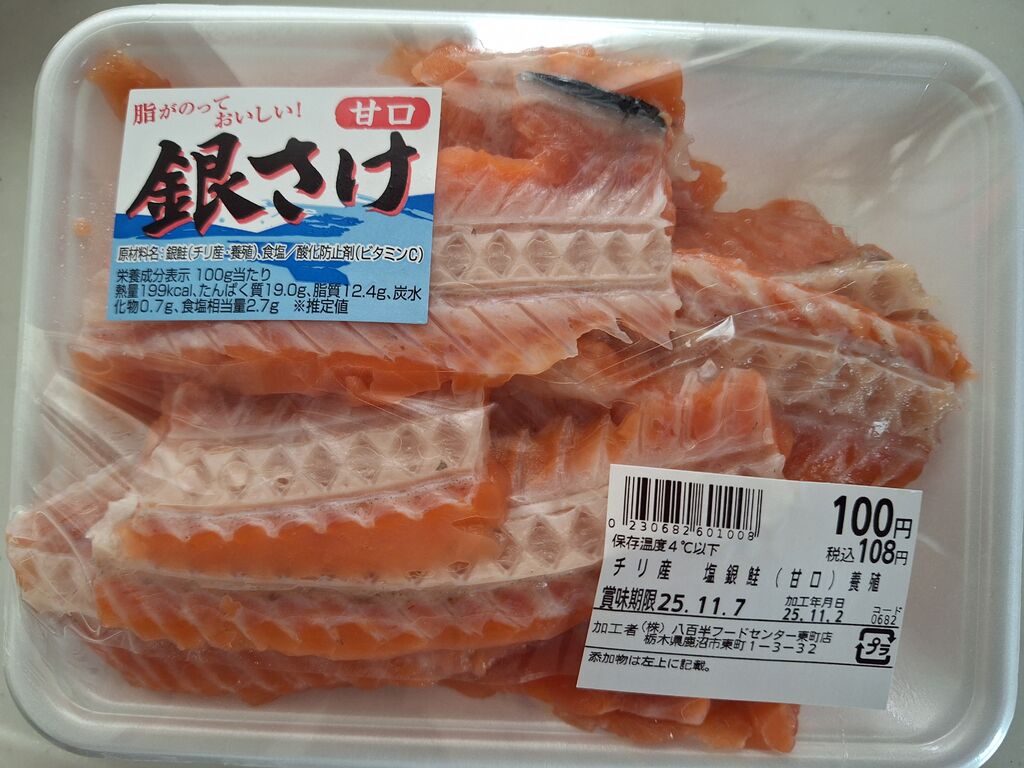 脂がのって
おいしい!
甘口
銀さけ
原材料名:銀鮭(チリ産・養殖)、食塩/酸化防止剤(ビタミンC)
栄養成分表示 100g当たり
熱量199kcal、たんぱく質19.0g、脂質12.4g、炭水
化物0.7g、食塩相当量2.7g ※推定値
0 230682 601008
100円
税込108円
保存温度4℃以下
チリ産 塩銀鮭(甘口)養殖
賞味期限25.11.7
加工年月日
25.11.2
コード
0682
加工者(株)八百半フードセンター東町店
栃木県鹿沼市東町1-3-32
プラ
添加物は左上に記載。